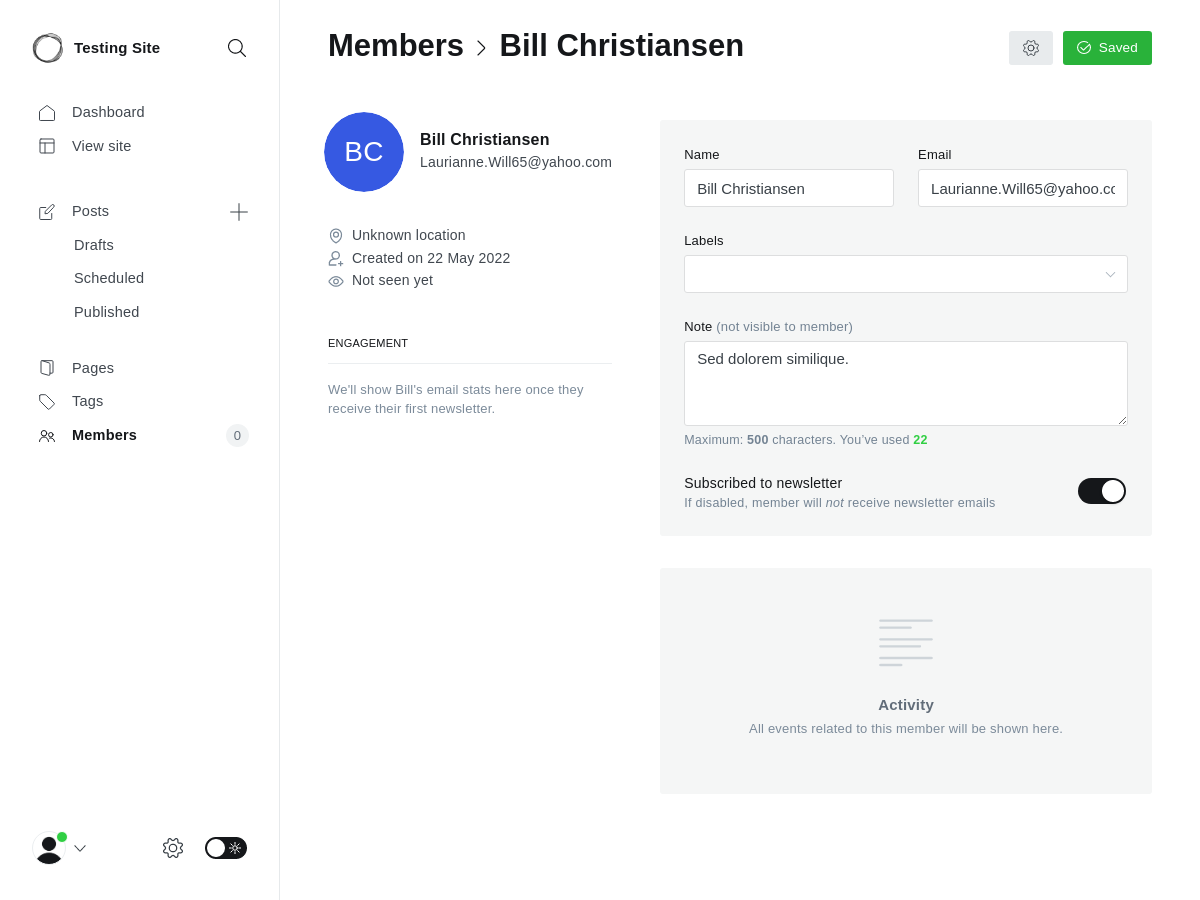 Testing Site
Dashboard
View site
Posts
Drafts
Scheduled
Published
Pages
Tags
Members
0
Members > Bill Christiansen
Saved
BC
Bill Christiansen
Laurianne.Will65@yahoo.com
Unknown location
Created on 22 May 2022
Not seen yet
ENGAGEMENT
We'll show Bill's email stats here once they
receive their first newsletter.
Name
Email
Bill Christiansen
Laurianne.Will65@yahoo.cc
Labels
Note (not visible to member)
Sed dolorem similique.
Maximum: 500 characters. You've used 22
Subscribed to newsletter
If disabled, member will not receive newsletter emails
Activity
All events related to this member will be shown here.